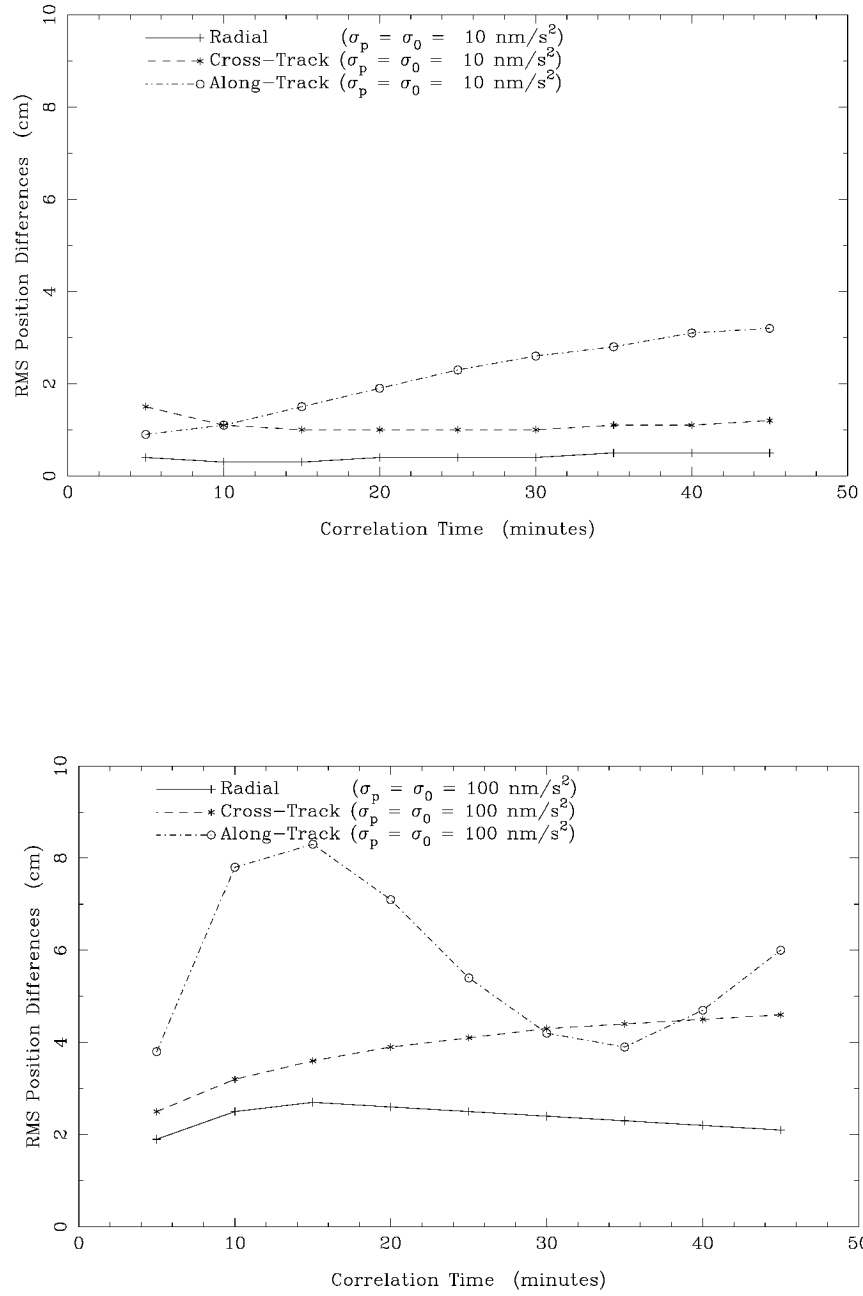 Radial (σp = σ0 = 10 nm/s²)
Cross-Track (σp = σ0 = 10 nm/s²)
Along-Track (σp = σ0 = 10 nm/s²)
RMS Position Differences (cm)
10
8
6
4
2
0
0 10 20 30 40 50
Correlation Time (minutes)
Radial (σp = σ0 = 100 nm/s²)
Cross-Track (σp = σ0 = 100 nm/s²)
Along-Track (σp = σ0 = 100 nm/s²)
RMS Position Differences (cm)
10
8
6
4
2
0
0 10 20 30 40 50
Correlation Time (minutes)